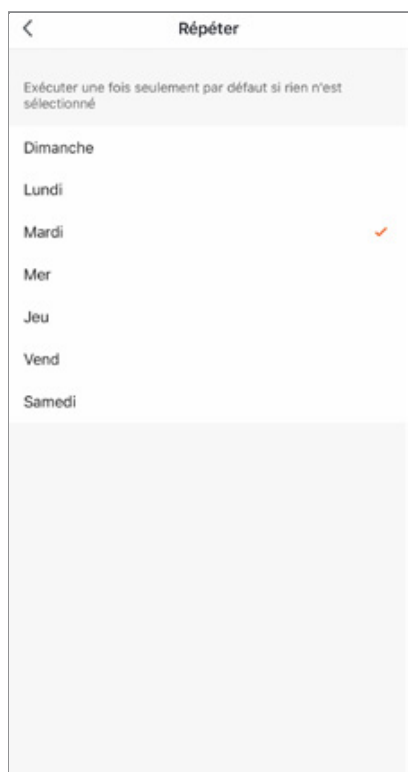 Répéter
Exécuter une fois seulement par défaut si rien n'est
sélectionné
Dimanche
Lundi
Mardi
Mer
Jeu
Vend
Samedi